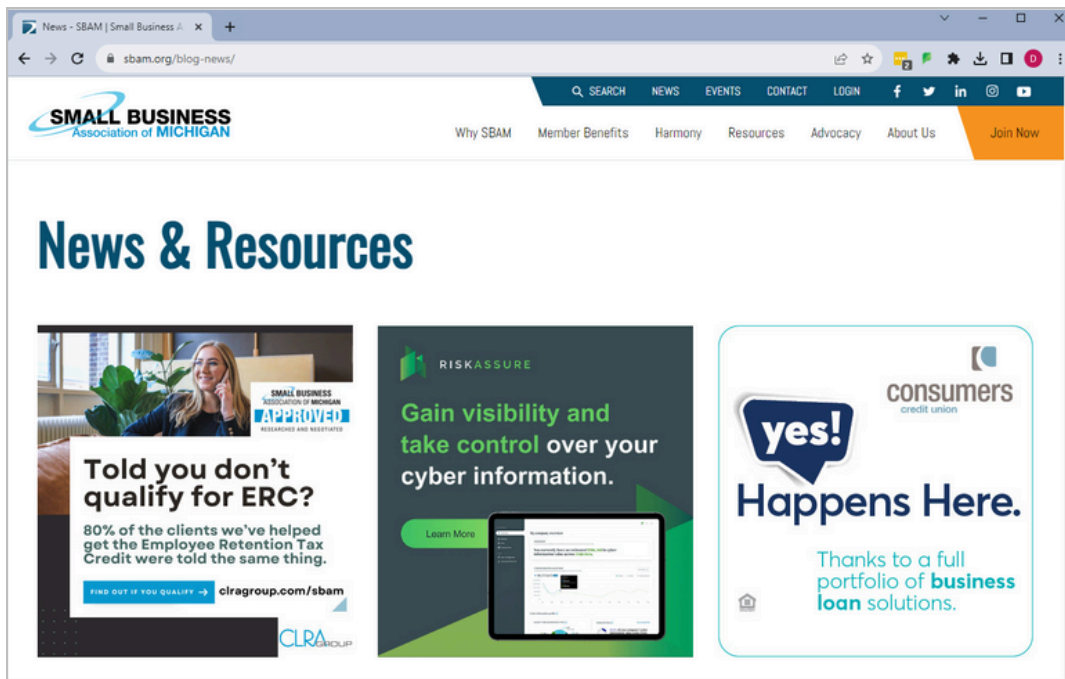 News - SBAM | Small Business A
sbam.org/blog-news/
2
D
SEARCH NEWS EVENTS CONTACT LOGIN
SMALL BUSINESS
Association of MICHIGAN
Why SBAM Member Benefits Harmony Resources Advocacy About Us Join Now
News & Resources
SMALL BUSINESS
ASSOCIATION OF MICHIGAN
APPROVED
RESEARCHED AND NEGOTIATED
Told you don't
qualify for ERC?
80% of the clients we've helped
get the Employee Retention Tax
Credit were told the same thing.
FIND OUT IF YOU QUALIFY → clragroup.com/sbam
CLRAGROUP
RISKASSURE
Gain visibility and
take control over your
cyber information.
Learn More
consumers
credit union
yes!
Happens Here.
Thanks to a full
portfolio of business
loan solutions.